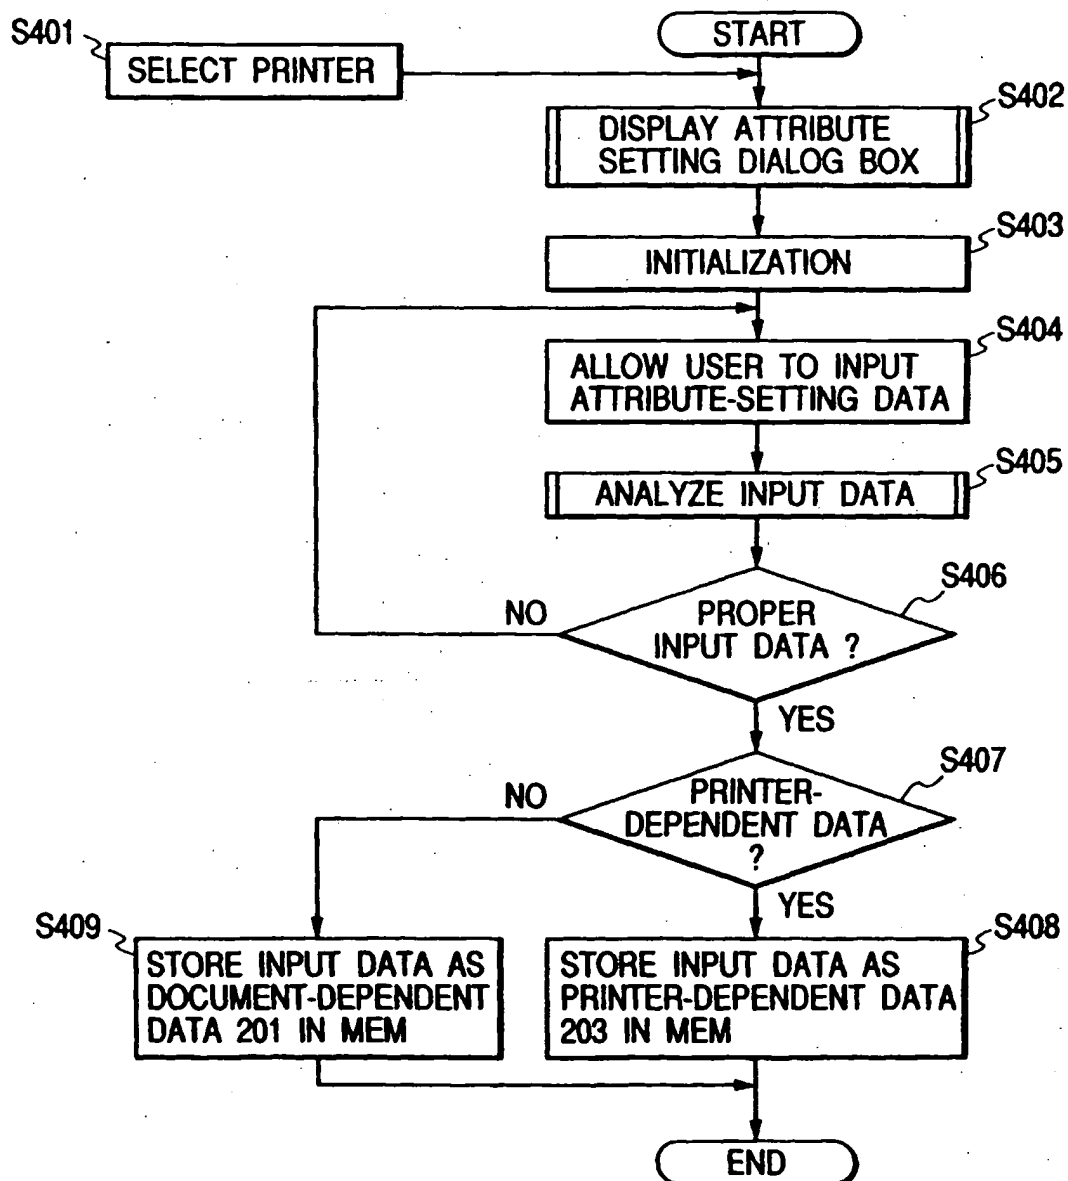 START
S401
SELECT PRINTER
S402
DISPLAY ATTRIBUTE
SETTING DIALOG BOX
S403
INITIALIZATION
S404
ALLOW USER TO INPUT
ATTRIBUTE-SETTING DATA
S405
ANALYZE INPUT DATA
S406
PROPER
INPUT DATA ?
NO
YES
S407
PRINTER-
DEPENDENT DATA
?
NO
YES
S409
STORE INPUT DATA AS
DOCUMENT-DEPENDENT
DATA 201 IN MEM
S408
STORE INPUT DATA AS
PRINTER-DEPENDENT DATA
203 IN MEM
END